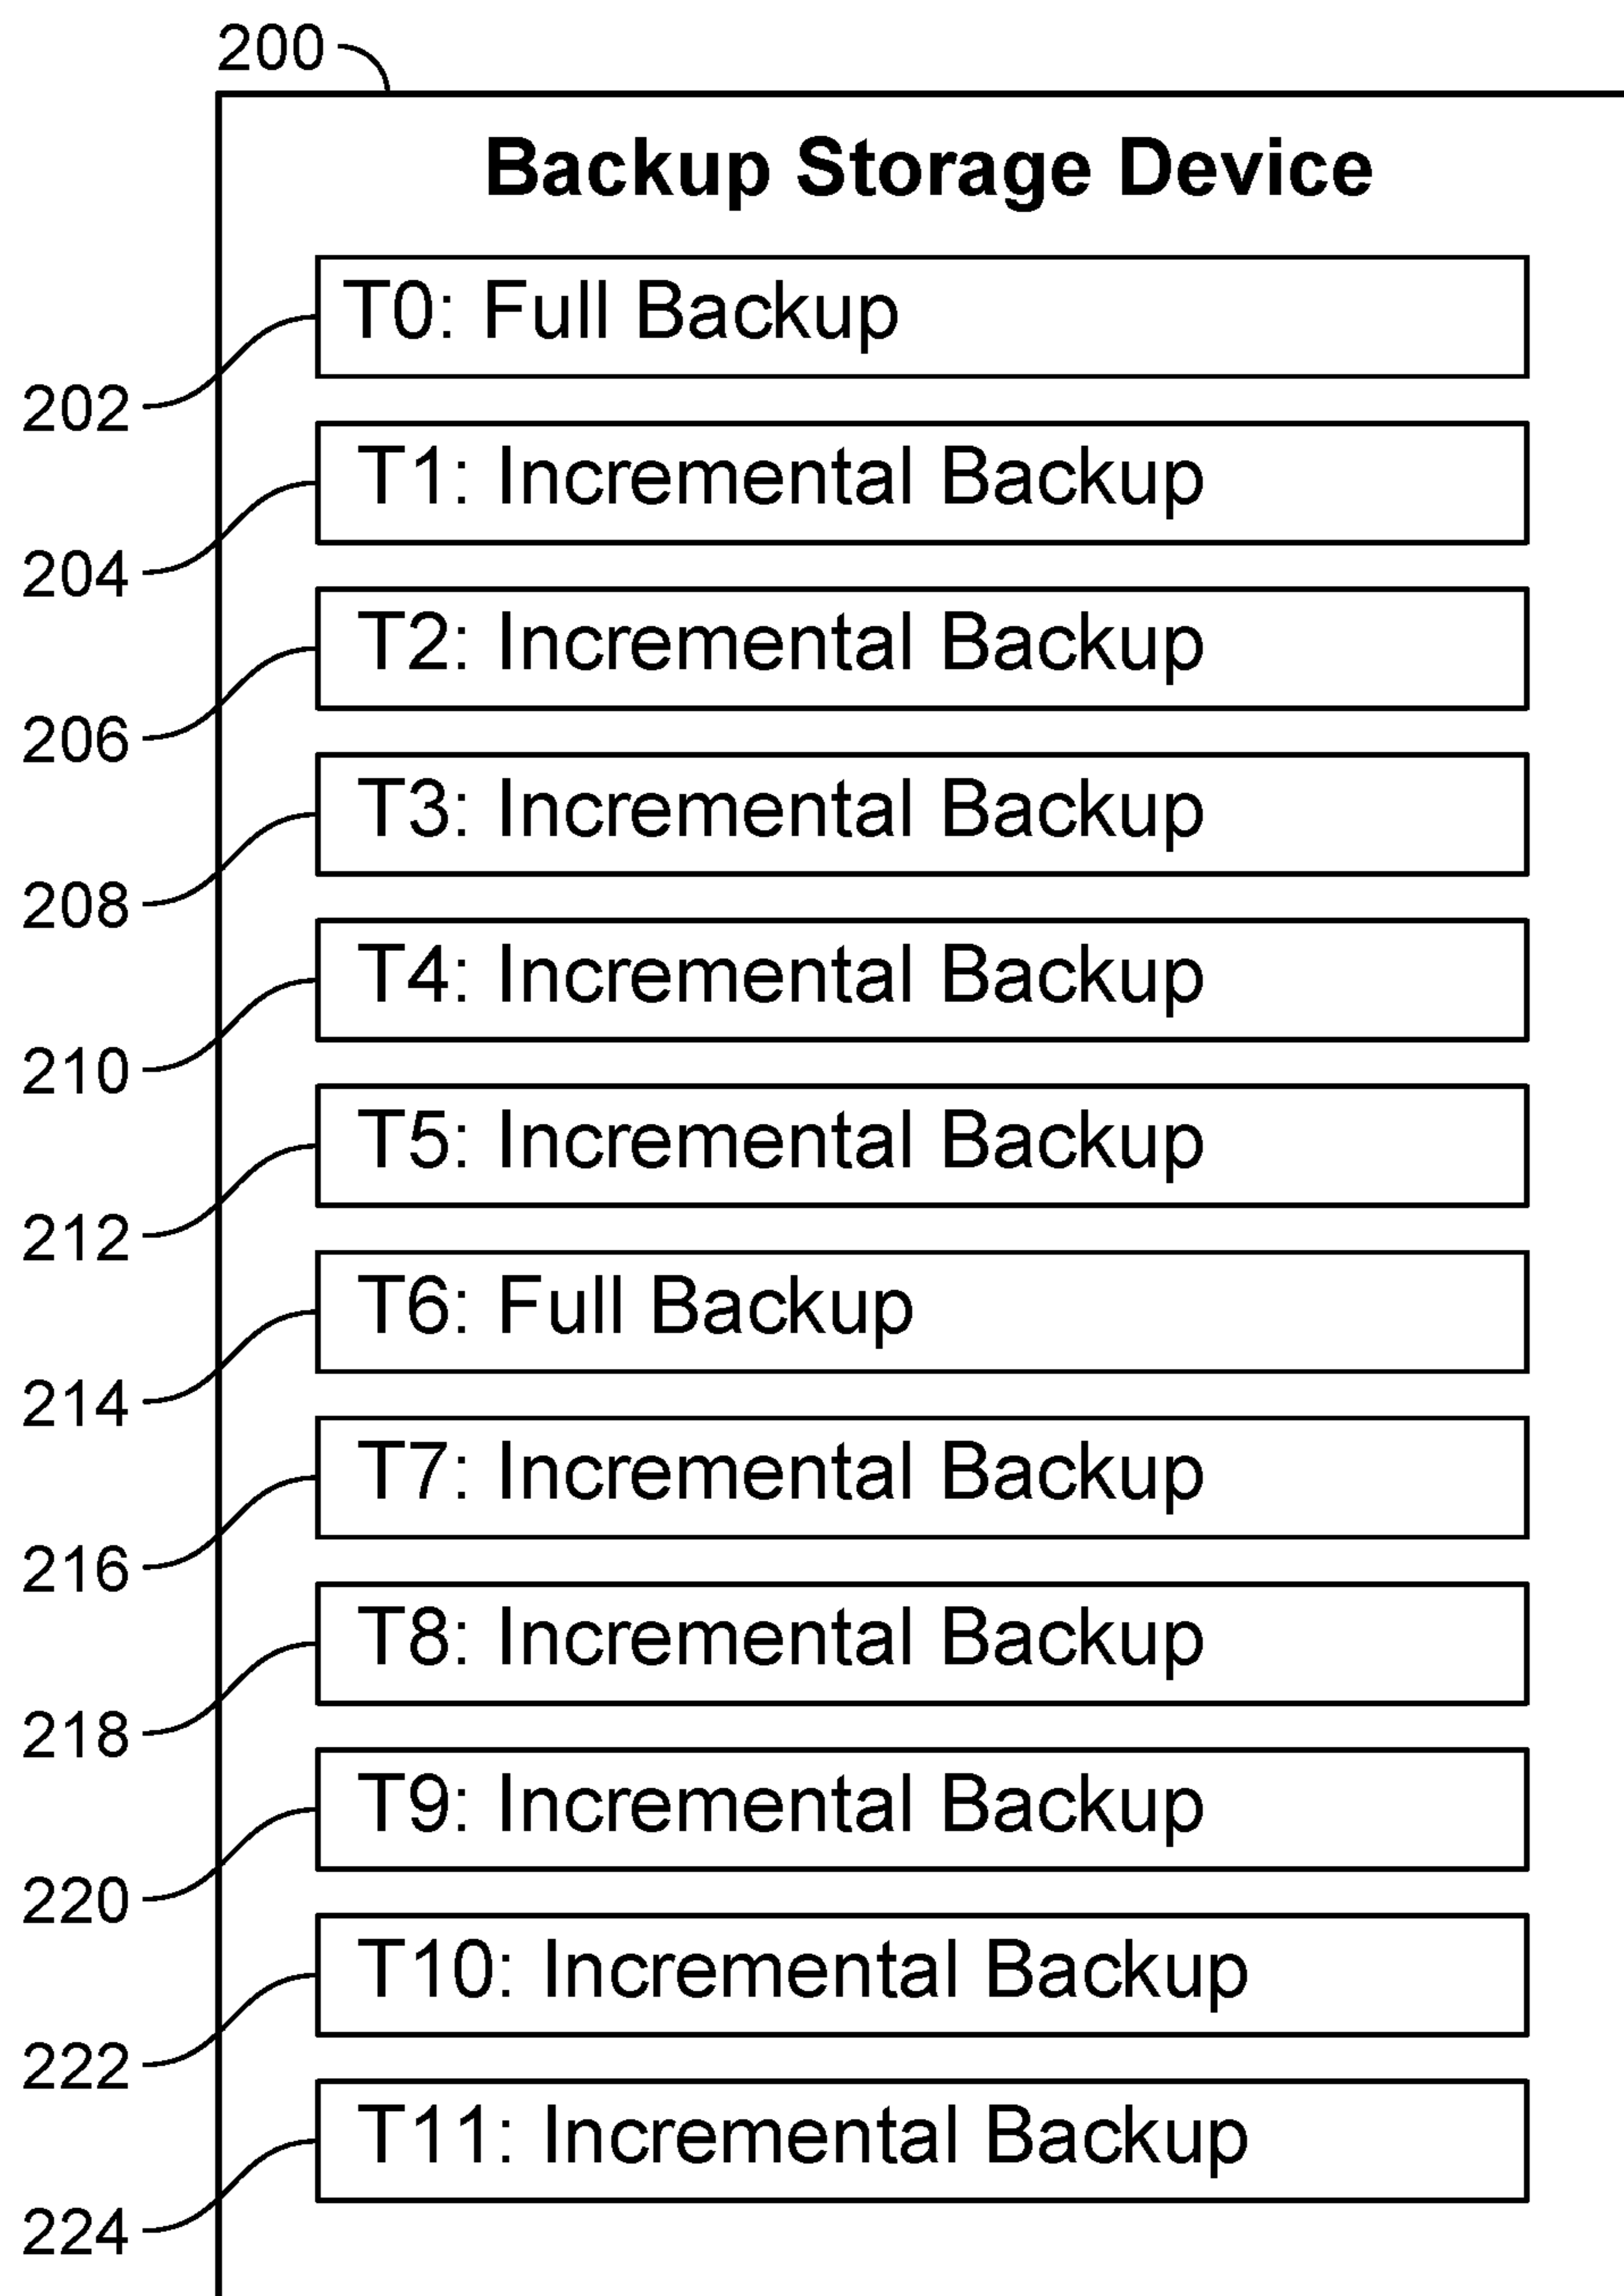 200
Backup Storage Device
T0: Full Backup
202
T1: Incremental Backup
204
T2: Incremental Backup
206
T3: Incremental Backup
208
T4: Incremental Backup
210
T5: Incremental Backup
212
T6: Full Backup
214
T7: Incremental Backup
216
T8: Incremental Backup
218
T9: Incremental Backup
220
T10: Incremental Backup
222
T11: Incremental Backup
224